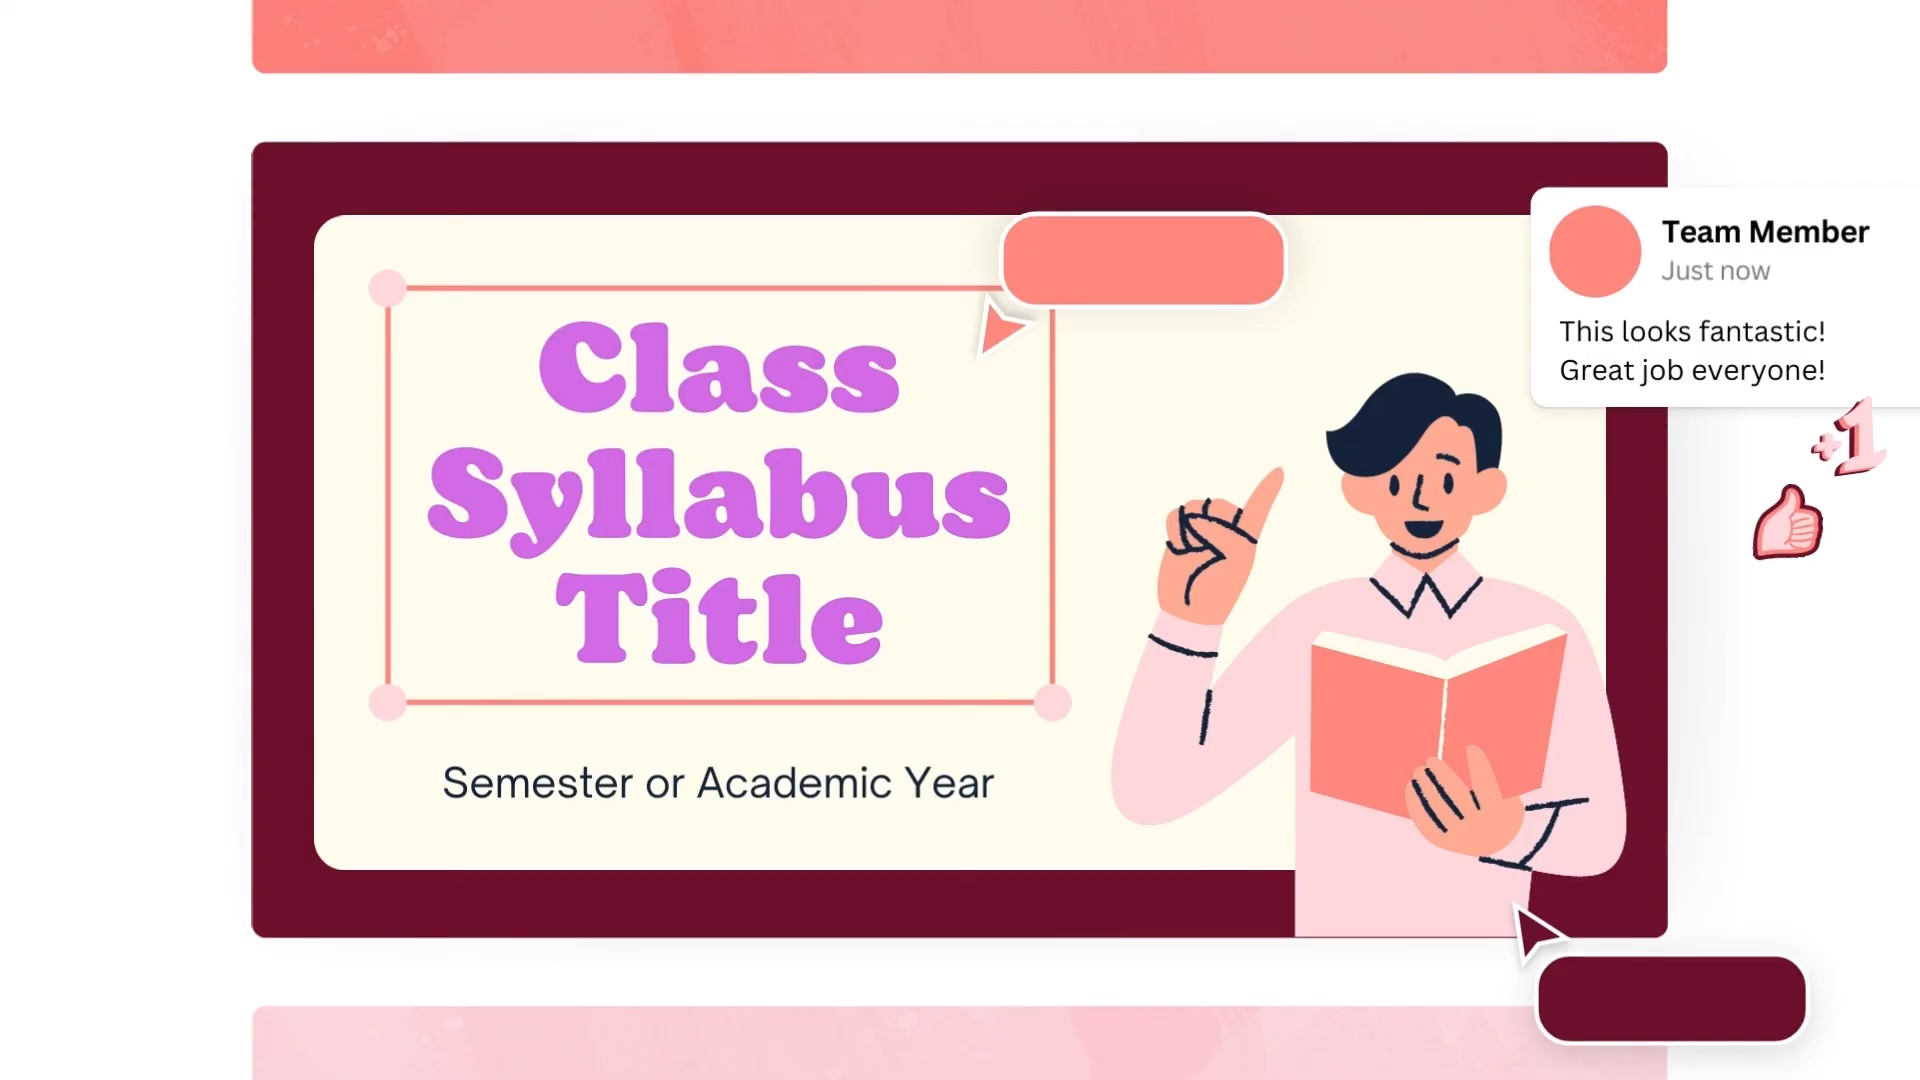 Class
Syllabus
Title
Semester or Academic Year
Team Member
Just now
This looks fantastic!
Great job everyone!
+1